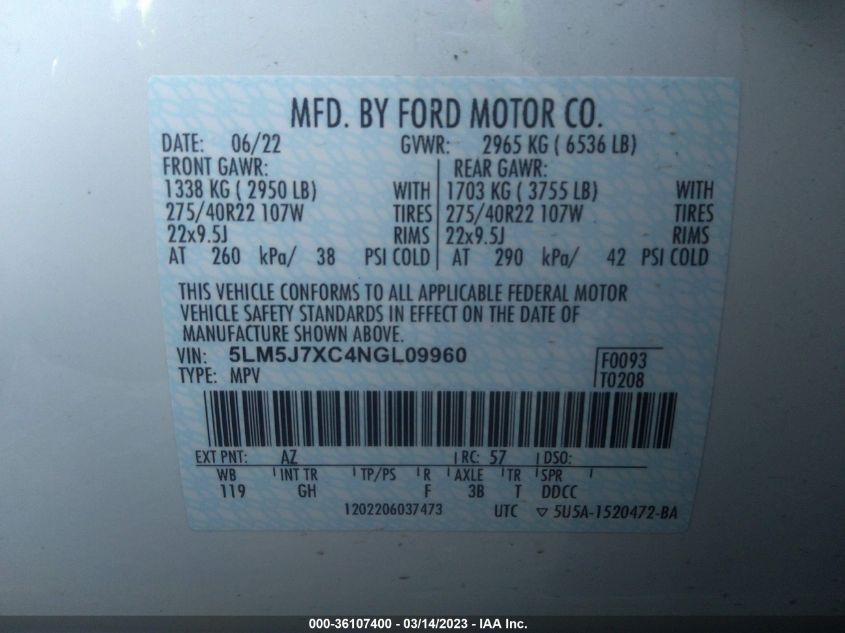 MFD. BY FORD MOTOR CO.
DATE: 06/22 GVWR: 2965 KG ( 6536 LB)
FRONT GAWR: REAR GAWR:
1338 KG ( 2950 LB) WITH 1703 KG ( 3755 LB) WITH
275/40R22 107W TIRES 275/40R22 107W TIRES
22x9.5J RIMS 22x9.5J RIMS
AT 260 kPa/ 38 PSI COLD AT 290 kPa/ 42 PSI COLD
THIS VEHICLE CONFORMS TO ALL APPLICABLE FEDERAL MOTOR
VEHICLE SAFETY STANDARDS IN EFFECT ON THE DATE OF
MANUFACTURE SHOWN ABOVE.
VIN: 5LM5J7XC4NGL09960 F0093
TYPE: MPV T0208
EXT PNT: AZ RC: 57 DSO:
WB INT TR TP/PS R AXLE TR SPR
119 GH F 3B T DDCC
1202206037473 UTC ▽ 5U5A-1520472-BA
000-36107400 - 03/14/2023 - IAA Inc.